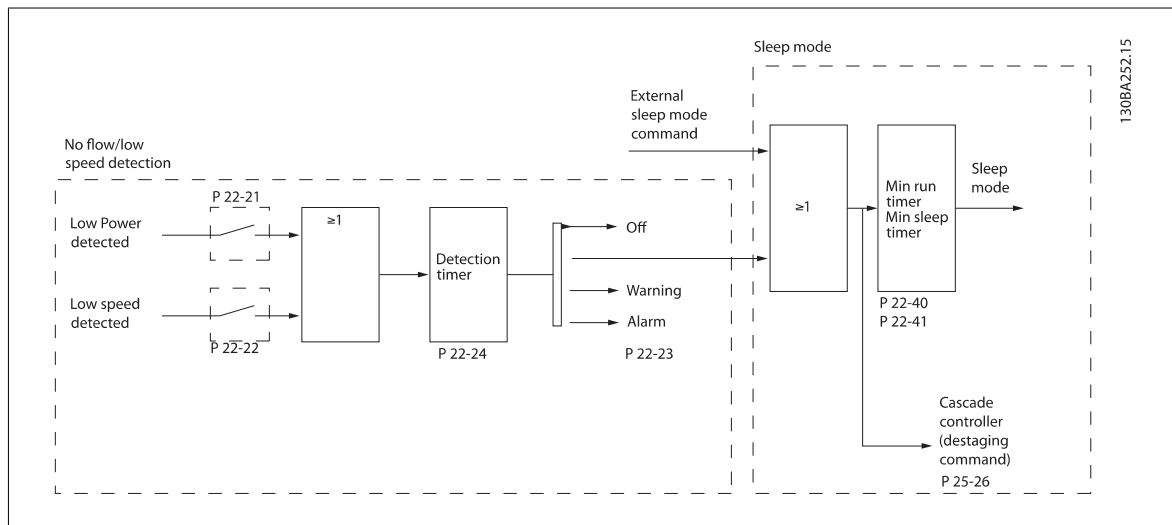 Sleep mode
130BA252.15
External
sleep mode
command
No flow/low
speed detection
P 22-21
Low Power
detected
≥1
Detection
timer
Off
Warning
Alarm
Low speed
detected
P 22-22
P 22-24
P 22-23
≥1
Min run
timer
Min sleep
timer
Sleep
mode
P 22-40
P 22-41
Cascade
controller
(destaging
command)
P 25-26